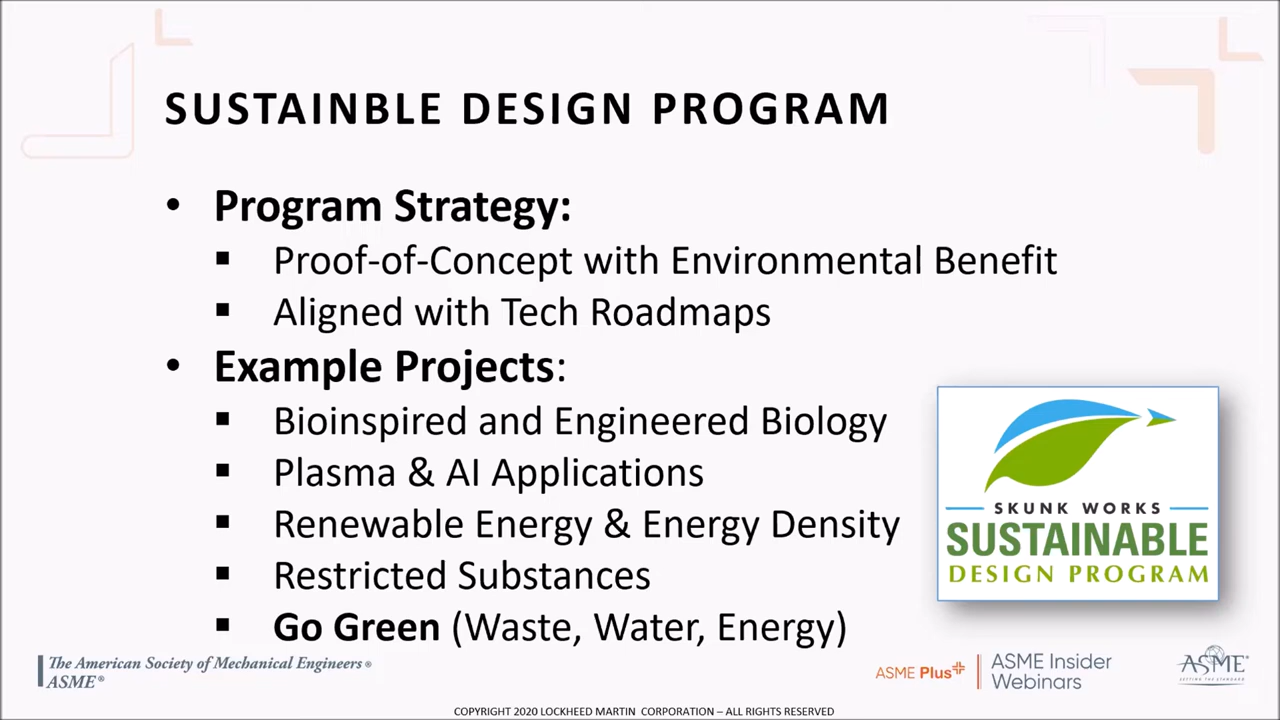 SUSTAINBLE DESIGN PROGRAM
• Program Strategy:
▪ Proof-of-Concept with Environmental Benefit
▪ Aligned with Tech Roadmaps
• Example Projects:
▪ Bioinspired and Engineered Biology
▪ Plasma & AI Applications
▪ Renewable Energy & Energy Density
▪ Restricted Substances
▪ Go Green (Waste, Water, Energy)
SKUNK WORKS
SUSTAINABLE
DESIGN PROGRAM
The American Society of Mechanical Engineers®
ASME®
ASME Plus
ASME Insider
Webinars
ASME®
SETTING THE STANDARD
COPYRIGHT 2020 LOCKHEED MARTIN CORPORATION – ALL RIGHTS RESERVED